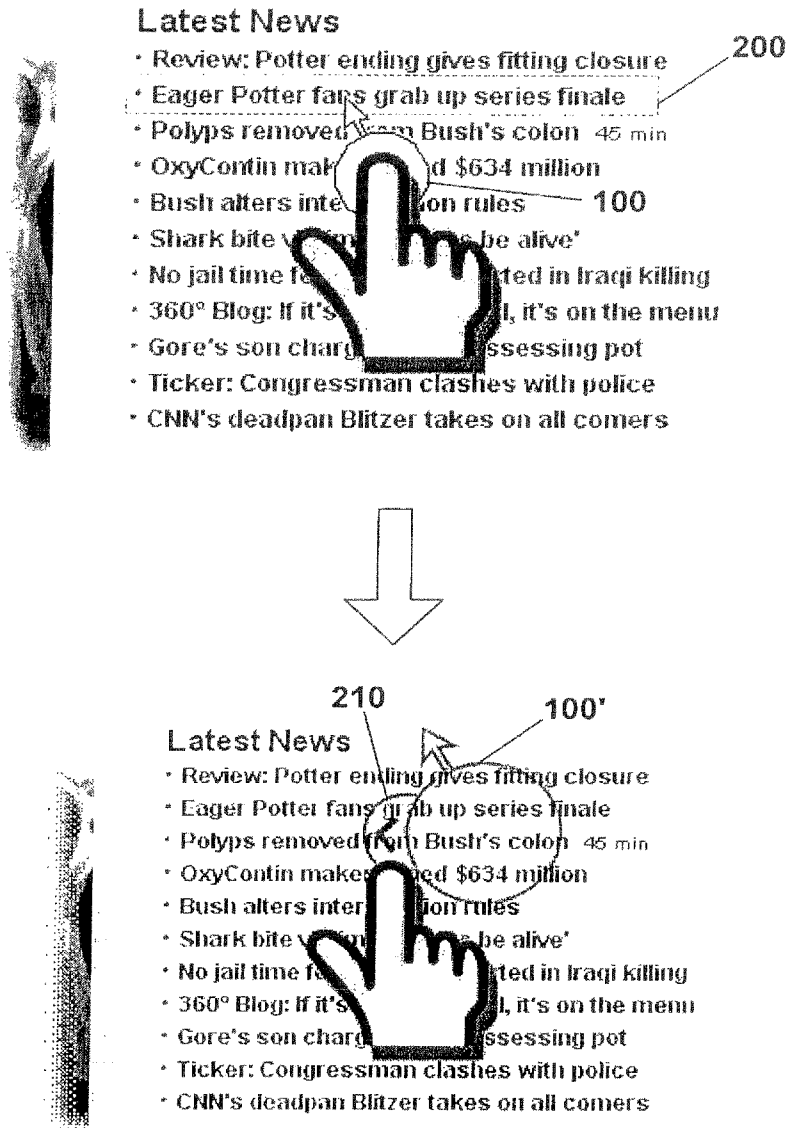 Latest News
200
• Review: Potter ending gives fitting closure
• Eager Potter fans grab up series finale
• Polyps removed from Bush's colon 45 min
• OxyContin mak d $634 million
100
• Bush alters inte ion rules
• Shark bite v im be alive'
• No jail time f ted in Iraqi killing
• 360° Blog: If it's l, it's on the menu
• Gore's son charg ssessing pot
• Ticker: Congressman clashes with police
• CNN's deadpan Blitzer takes on all comers
210
100'
Latest News
• Review: Potter ending gives fitting closure
• Eager Potter fans grab up series finale
• Polyps removed from Bush's colon 45 min
• OxyContin maker ed $634 million
• Bush alters inter ion rules
• Shark bite v im be alive'
• No jail time f ted in Iraqi killing
• 360° Blog: If it's l, it's on the menu
• Gore's son charg ssessing pot
• Ticker: Congressman clashes with police
• CNN's deadpan Blitzer takes on all comers